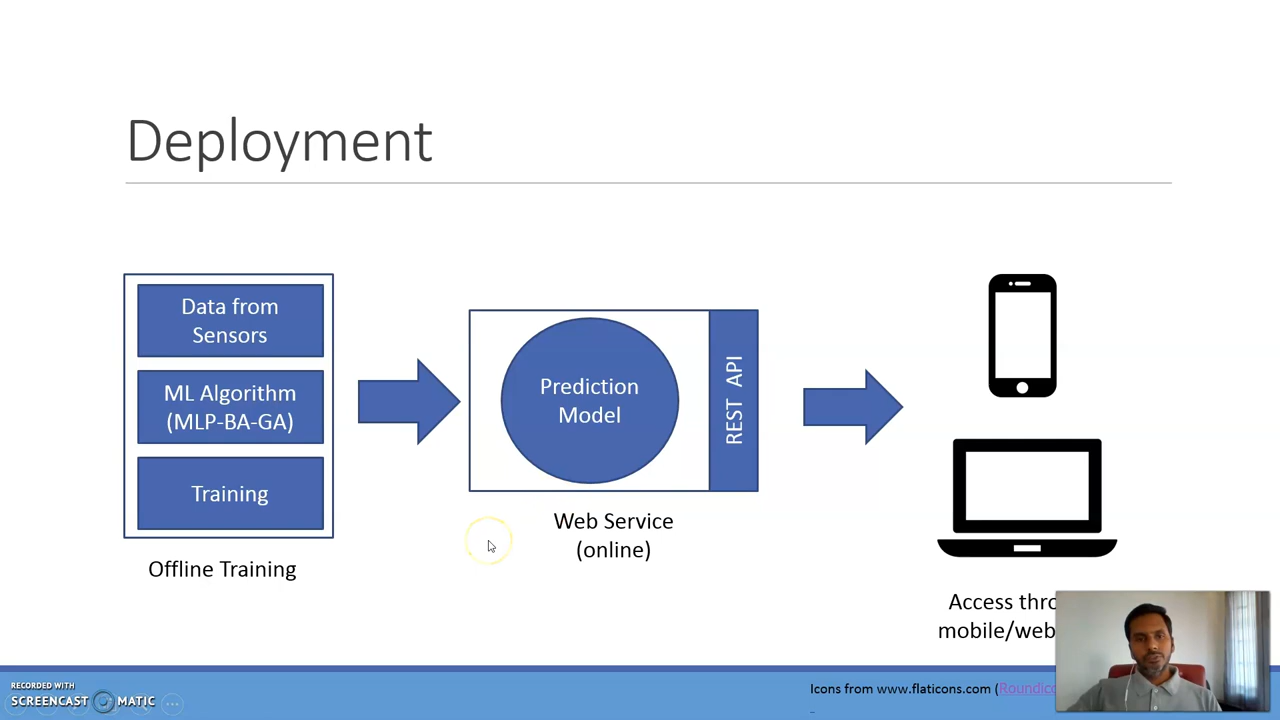 Deployment
Data from
Sensors
ML Algorithm
(MLP-BA-GA)
Training
Offline Training
Prediction
Model
REST API
Web Service
(online)
Access
mobile/web
RECORDED WITH
SCREENCAST MATIC
Icons from www.flaticons.com (